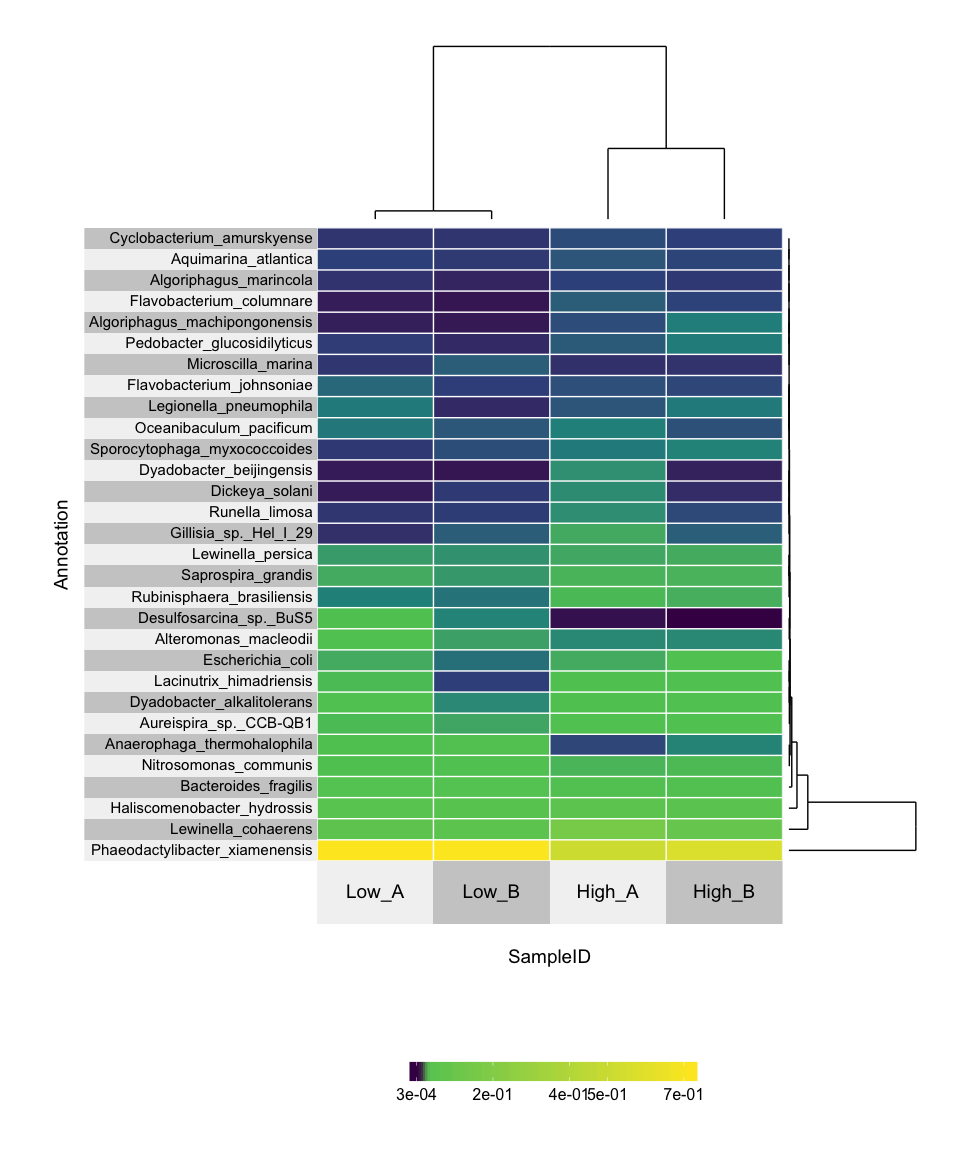 Cyclobacterium_amurskyense
Aquimarina_atlantica
Algoriphagus_marincola
Flavobacterium_columnare
Algoriphagus_machipongonensis
Pedobacter_glucosidilyticus
Microscilla_marina
Flavobacterium_johnsoniae
Legionella_pneumophila
Oceanibaculum_pacificum
Sporocytophaga_myxococcoides
Dyadobacter_beijingensis
Dickeya_solani
Runella_limosa
Gillisia_sp._Hel_I_29
Lewinella_persica
Saprospira_grandis
Rubinisphaera_brasiliensis
Desulfosarcina_sp._BuS5
Alteromonas_macleodii
Escherichia_coli
Lacinutrix_himadriensis
Dyadobacter_alkalitolerans
Aureispira_sp._CCB-QB1
Anaerophaga_thermohalophila
Nitrosomonas_communis
Bacteroides_fragilis
Haliscomenobacter_hydrossis
Lewinella_cohaerens
Phaeodactylibacter_xiamenensis
Annotation
Low_A Low_B High_A High_B
SampleID
3e-04 2e-01 4e-01 5e-01 7e-01